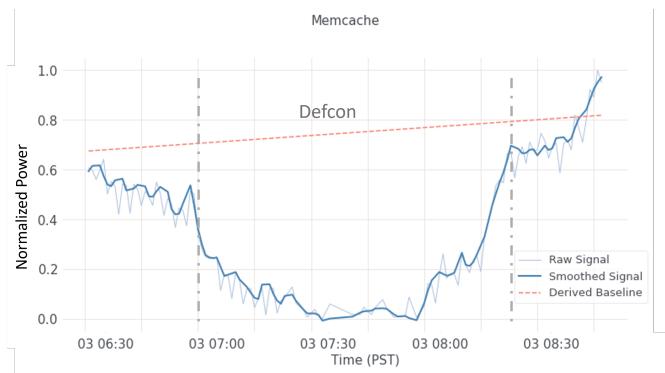 Memcache
1.0
0.8
0.6
0.4
0.2
0.0
Normalized Power
Defcon
Raw Signal
Smoothed Signal
Derived Baseline
03 06:30 03 07:00 03 07:30 03 08:00 03 08:30
Time (PST)